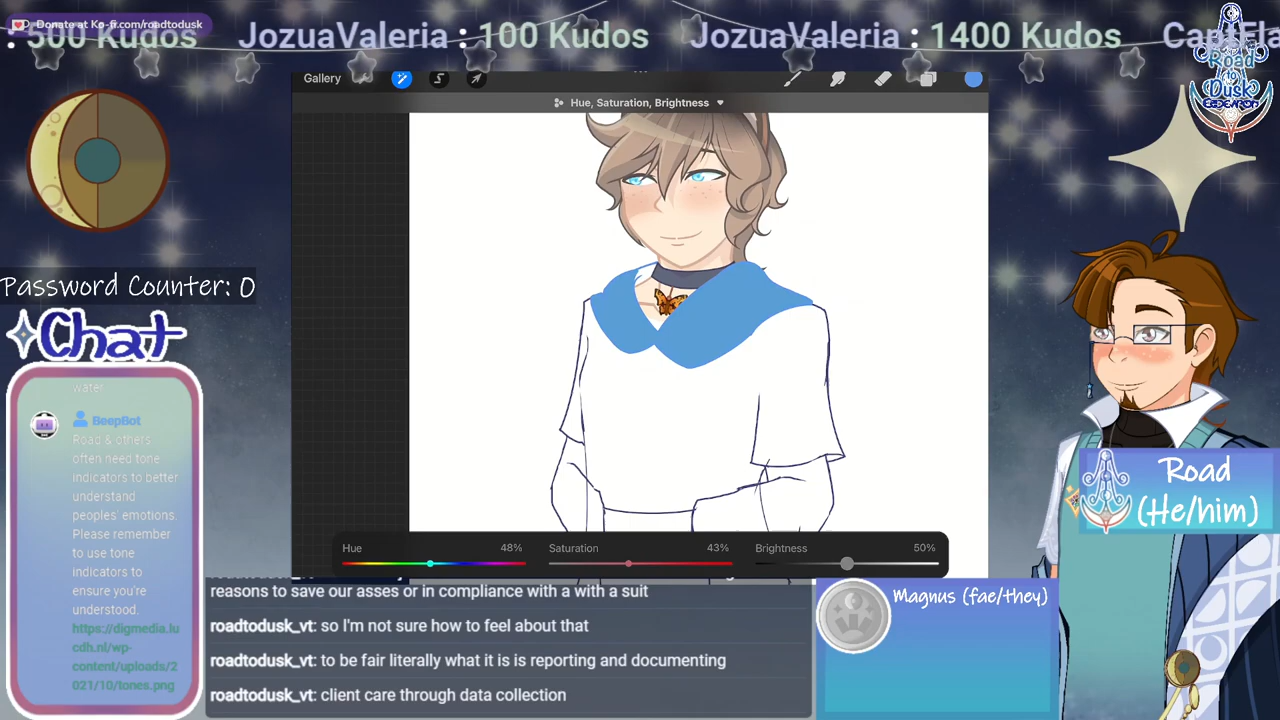 Donate at Ko-fi.com/roadtodusk
: 500 Kudos JozuaValeria : 100 Kudos JozuaValeria : 1400 Kudos
Road
to
Dusk
Gallery
Hue, Saturation, Brightness
Password Counter: 0
Chat
water
BeepBot
Road & others
often need tone
indicators to better
understand
peoples' emotions.
Please remember
to use tone
indicators to
ensure you're
understood.
https://digmedia.lu
cdh.nl/wp-
content/uploads/2
021/10/tones.png
Hue 48% Saturation 43% Brightness 50%
reasons to save our asses or in compliance with a with a suit
roadtodusk_vt: so I'm not sure how to feel about that
roadtodusk_vt: to be fair literally what it is is reporting and documenting
roadtodusk_vt: client care through data collection
Road
(He/him)
Magnus (fae/they)